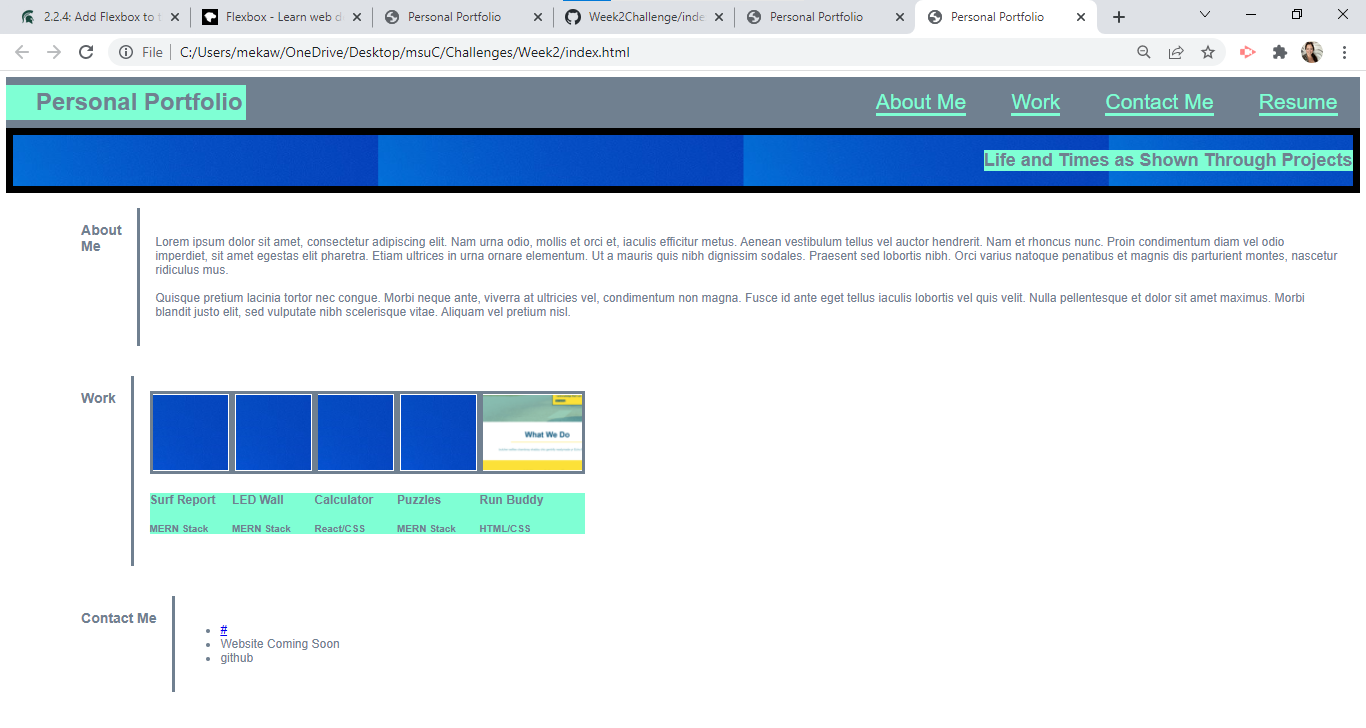 2.2.4: Add Flexbox to t
Flexbox - Learn web d
Personal Portfolio
Week2Challenge/inde
Personal Portfolio
Personal Portfolio
File
C:/Users/mekaw/OneDrive/Desktop/msuC/Challenges/Week2/index.html
Personal Portfolio
About Me
Work
Contact Me
Resume
Life and Times as Shown Through Projects
About
Me
Lorem ipsum dolor sit amet, consectetur adipiscing elit. Nam urna odio, mollis et orci et, iaculis efficitur metus. Aenean vestibulum tellus vel auctor hendrerit. Nam et rhoncus nunc. Proin condimentum diam vel odio
imperdiet, sit amet egestas elit pharetra. Etiam ultrices in urna ornare elementum. Ut a mauris quis nibh dignissim sodales. Praesent sed lobortis nibh. Orci varius natoque penatibus et magnis dis parturient montes, nascetur
ridiculus mus.
Quisque pretium lacinia tortor nec congue. Morbi neque ante, viverra at ultricies vel, condimentum non magna. Fusce id ante eget tellus iaculis lobortis vel quis velit. Nulla pellentesque et dolor sit amet maximus. Morbi
blandit justo elit, sed vulputate nibh scelerisque vitae. Aliquam vel pretium nisl.
Work
What We Do
Surf Report
LED Wall
Calculator
Puzzles
Run Buddy
MERN Stack
MERN Stack
React/CSS
MERN Stack
HTML/CSS
Contact Me
#
Website Coming Soon
github